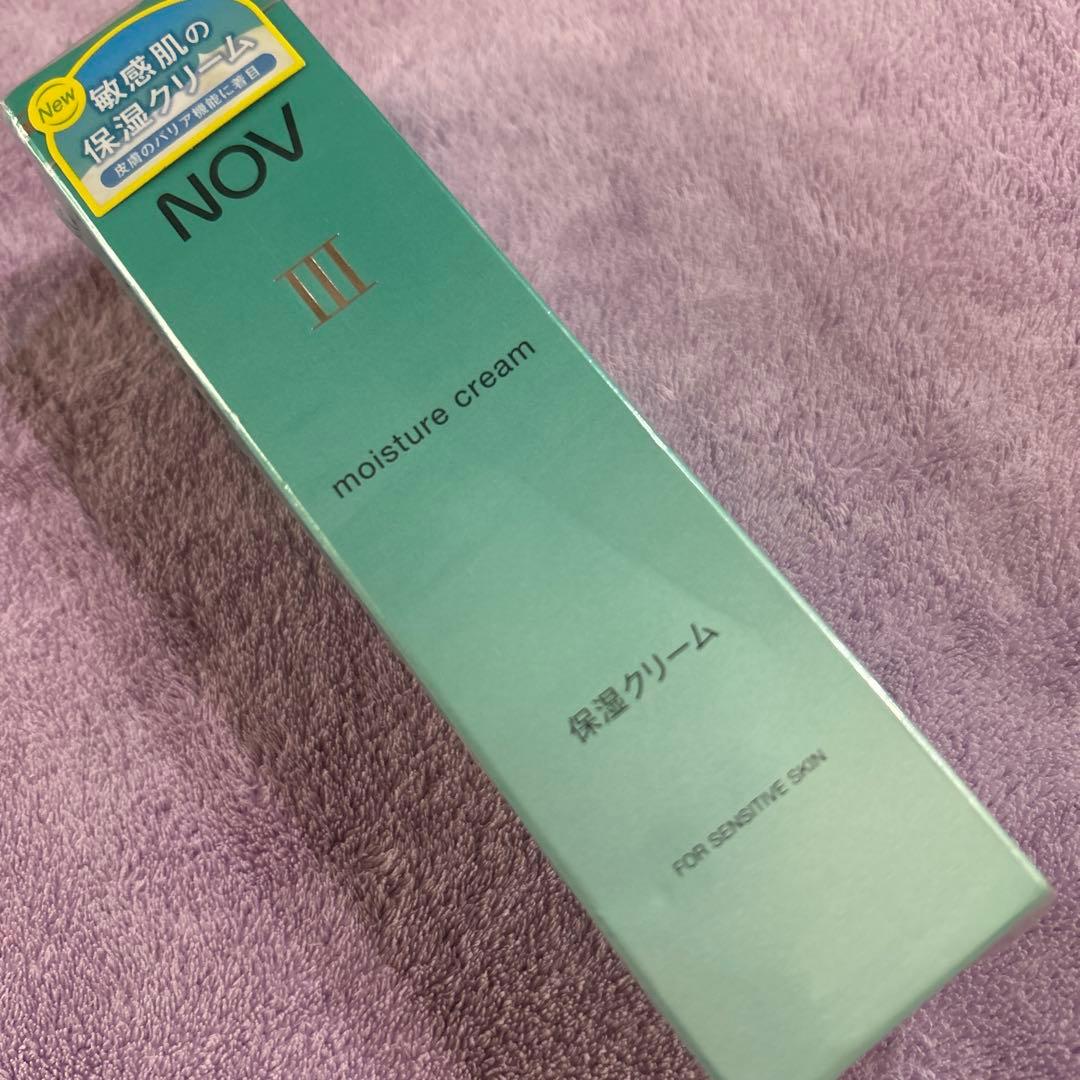 New
敏感肌の
保湿クリーム
皮膚のバリア機能に着目
NOV
III
moisture cream
保湿クリーム
FOR SENSITIVE SKIN